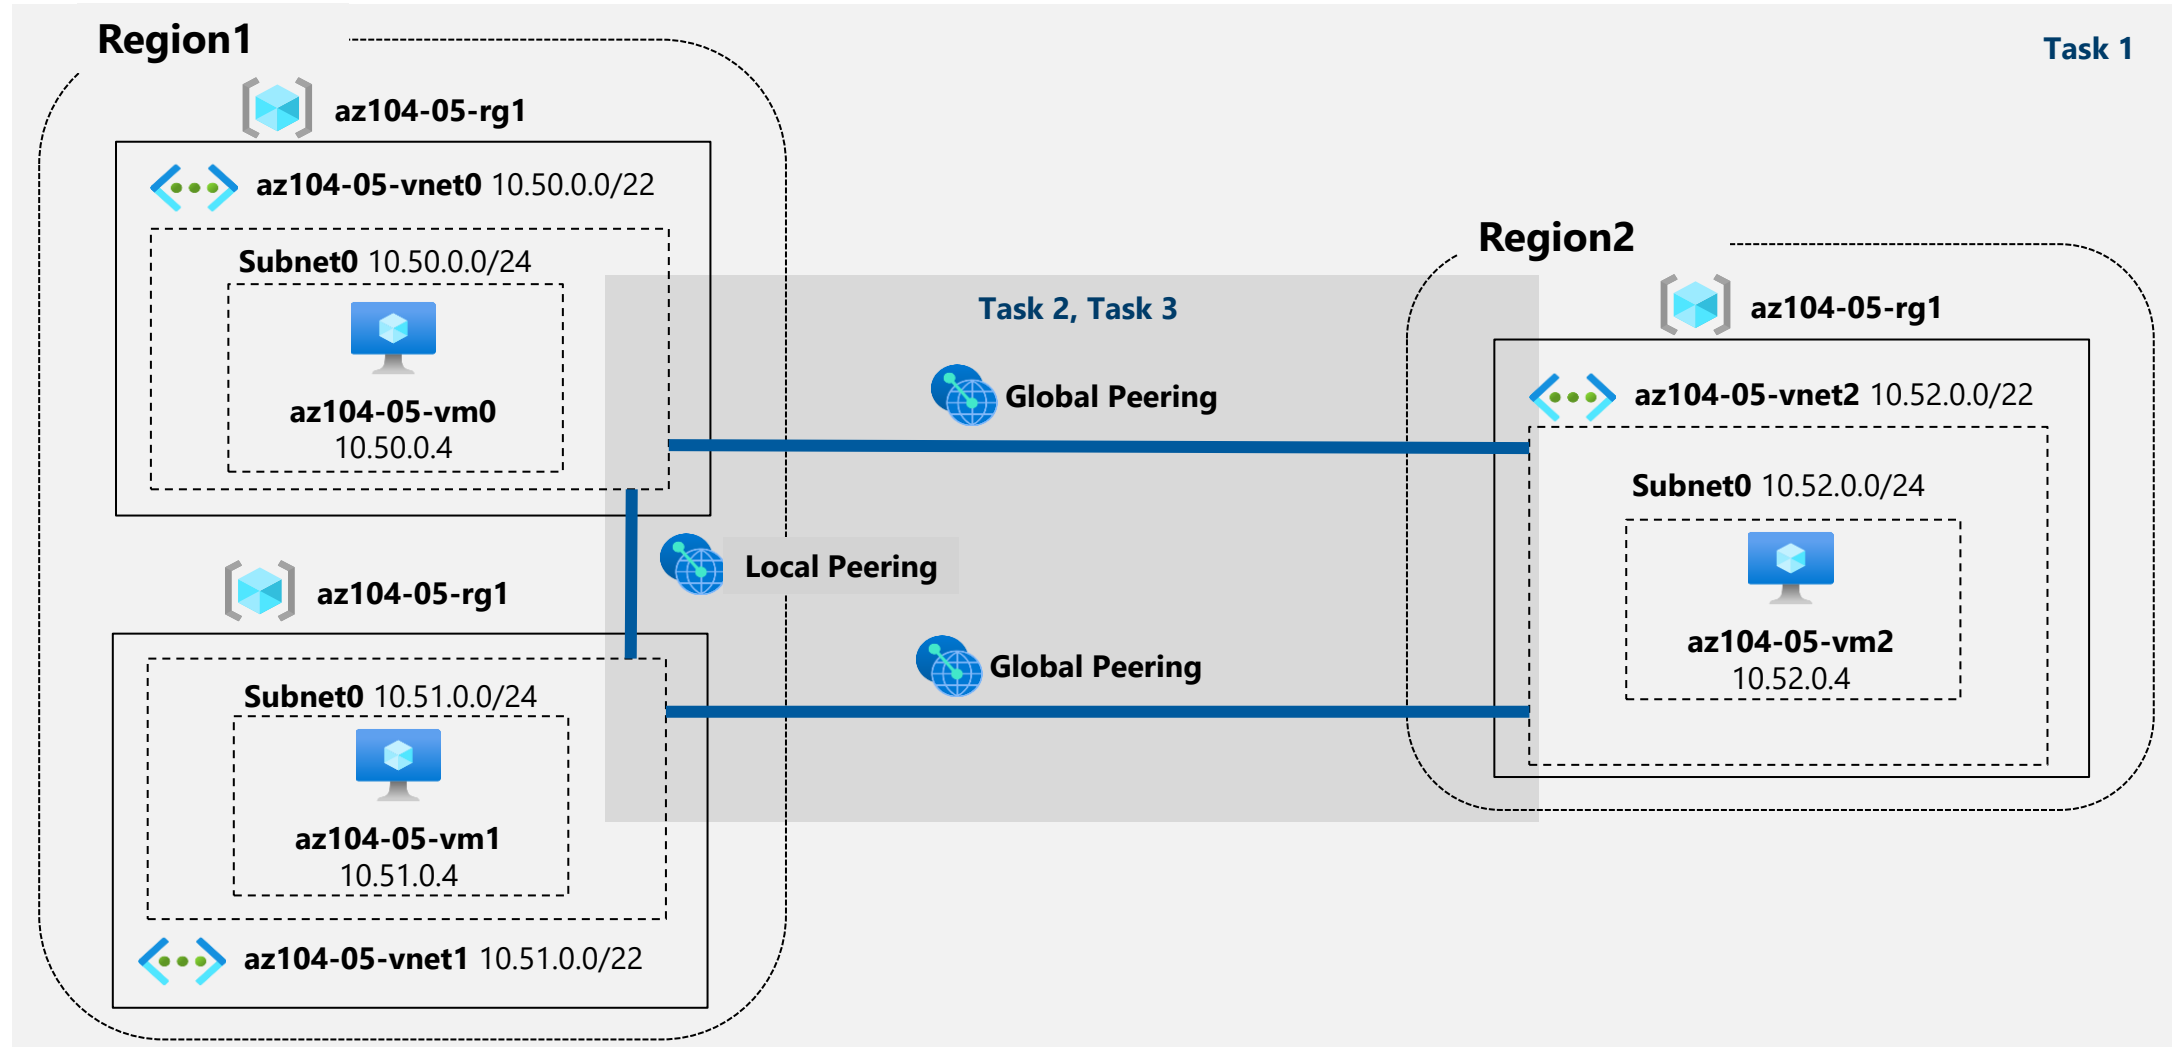 Region1
Task 1
az104-05-rg1
az104-05-vnet0 10.50.0.0/22
Subnet0 10.50.0.0/24
az104-05-vm0
10.50.0.4
Task 2, Task 3
Global Peering
Local Peering
Global Peering
az104-05-rg1
Subnet0 10.51.0.0/24
az104-05-vm1
10.51.0.4
az104-05-vnet1 10.51.0.0/22
Region2
az104-05-rg1
az104-05-vnet2 10.52.0.0/22
Subnet0 10.52.0.0/24
az104-05-vm2
10.52.0.4